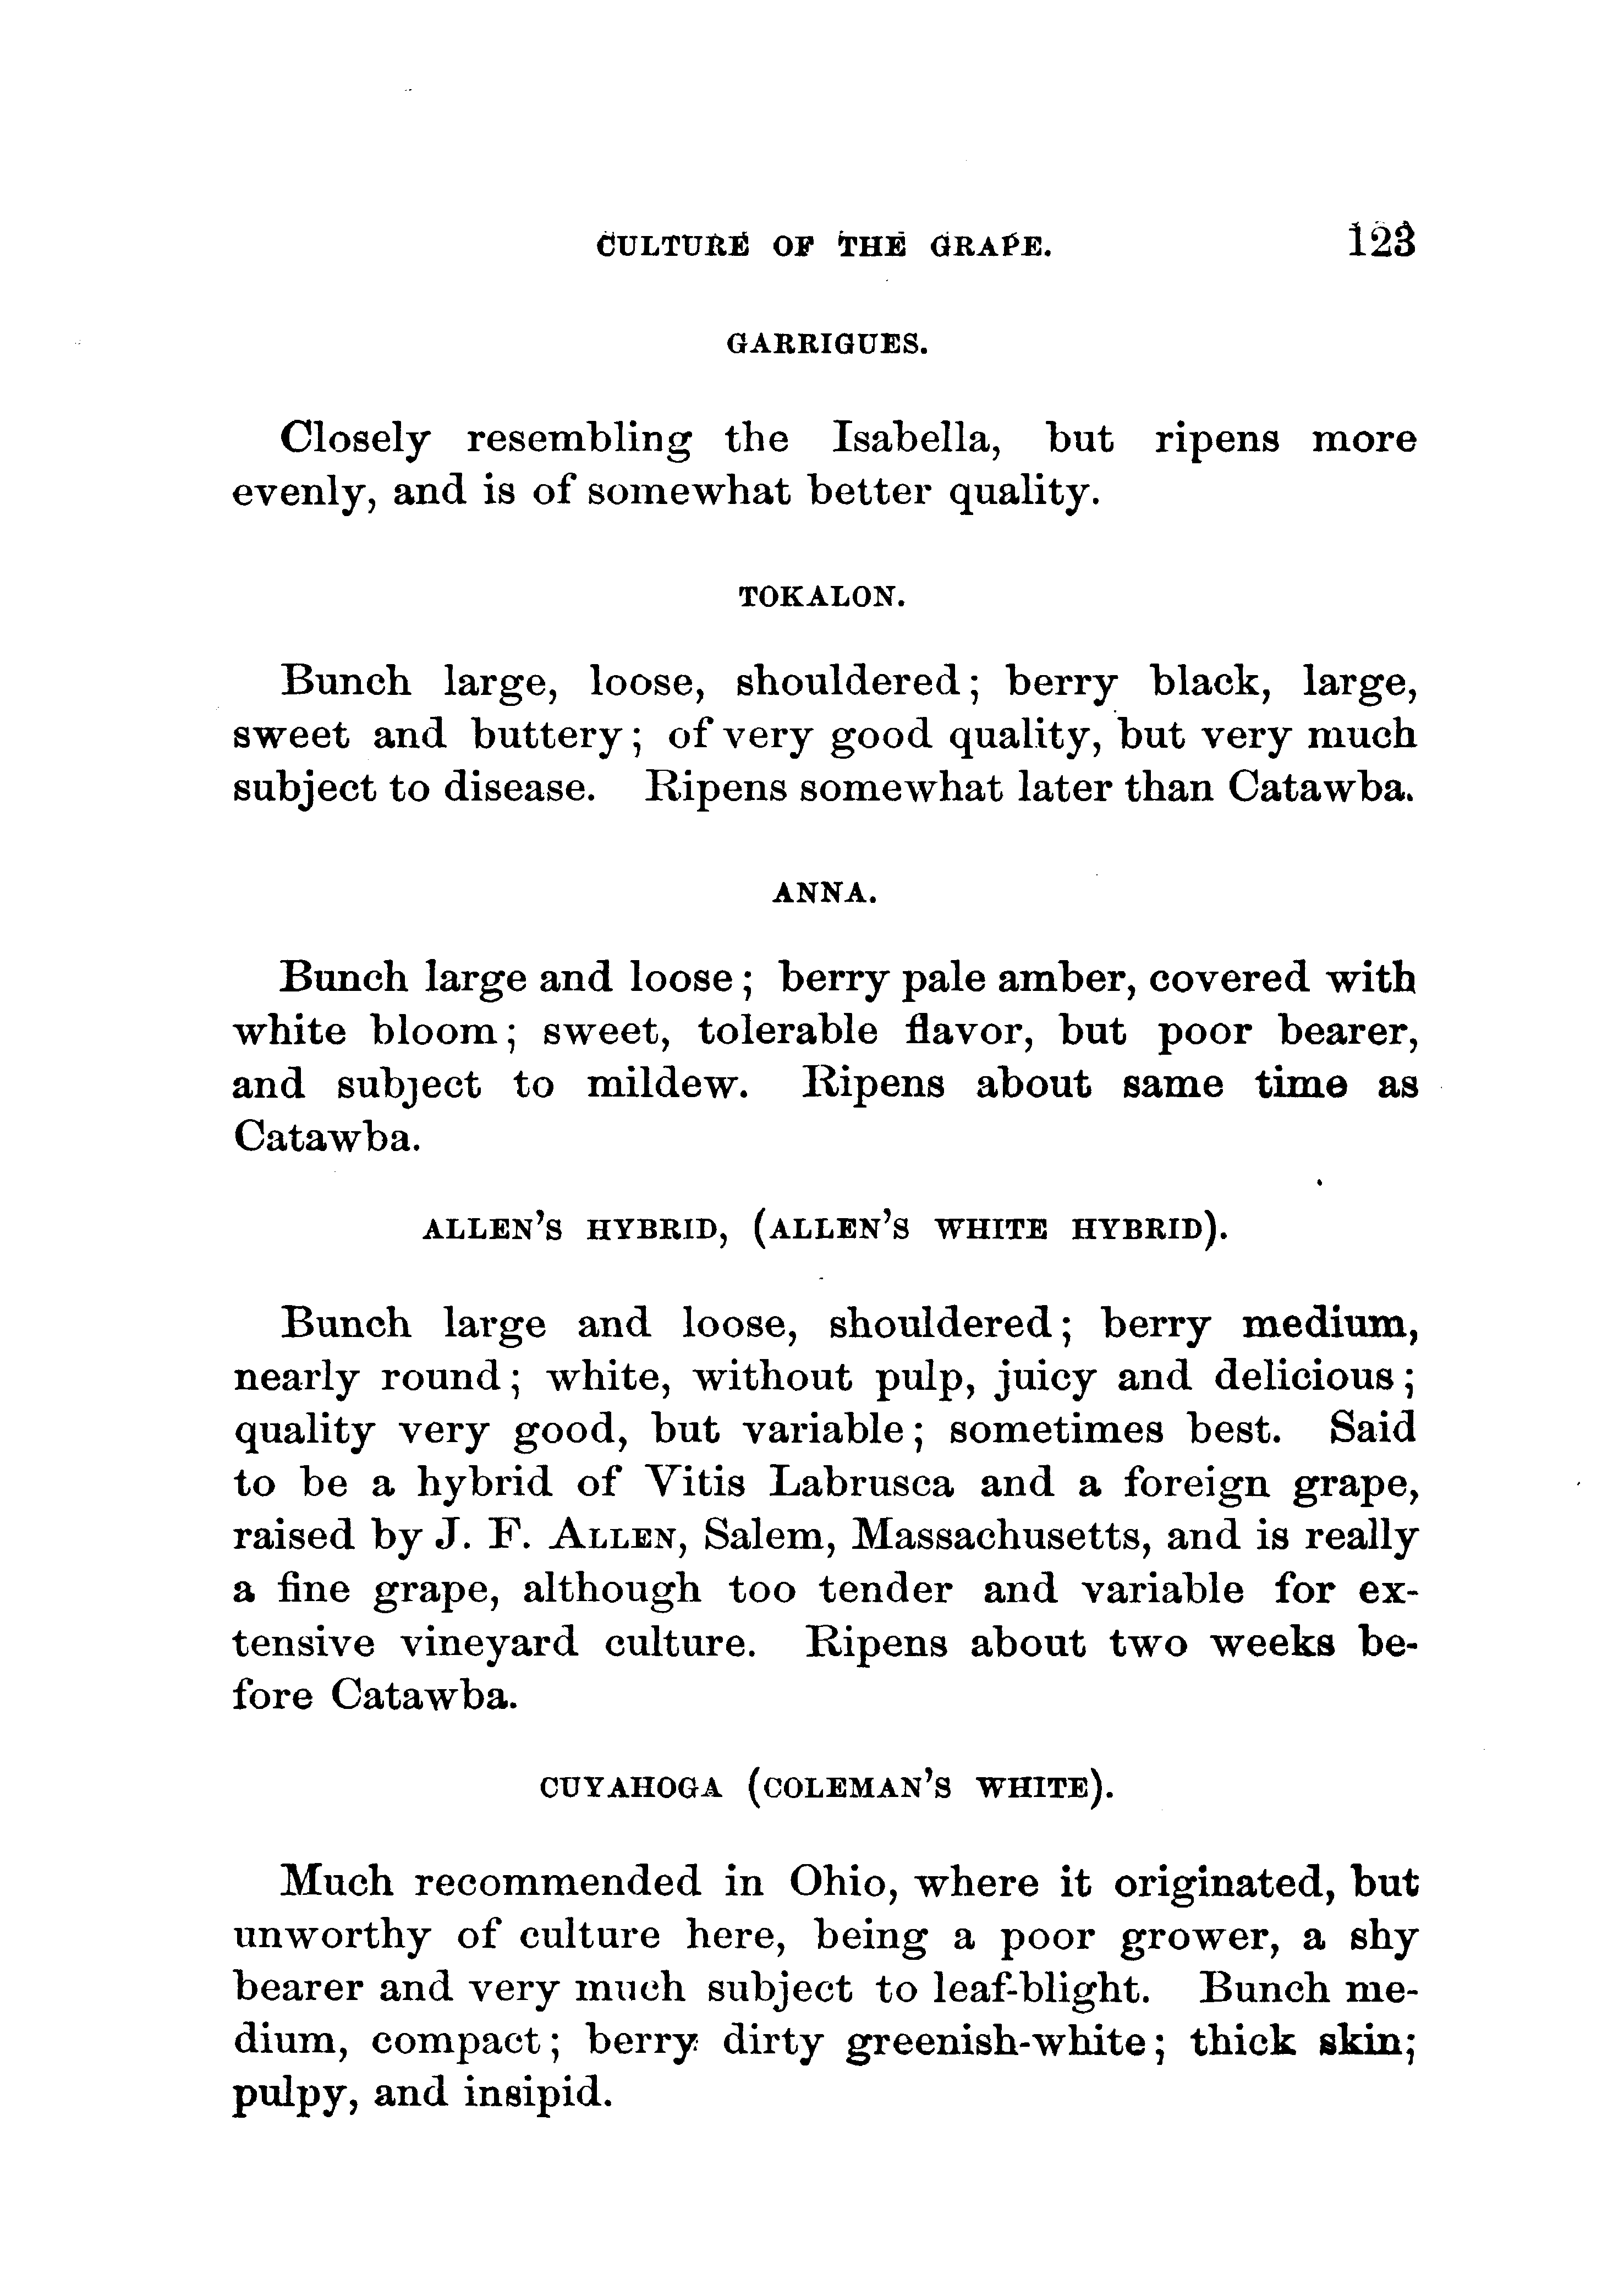 CULTURE OF THE GRAPE. 123
GARRIGUES.
Closely resembling the Isabella, but ripens more
evenly, and is of somewhat better quality.
TOKALON.
Bunch large, loose, shouldered; berry black, large,
sweet and buttery; of very good quality, but very much
subject to disease. Ripens somewhat later than Catawba.
ANNA.
Bunch large and loose; berry pale amber, covered with
white bloom; sweet, tolerable flavor, but poor bearer,
and subject to mildew. Ripens about same time as
Catawba.
ALLEN'S HYBRID, (ALLEN'S WHITE HYBRID).
Bunch large and loose, shouldered; berry medium,
nearly round; white, without pulp, juicy and delicious;
quality very good, but variable; sometimes best. Said
to be a hybrid of Vitis Labrusca and a foreign grape,
raised by J. F. ALLEN, Salem, Massachusetts, and is really
a fine grape, although too tender and variable for ex-
tensive vineyard culture. Ripens about two weeks be-
fore Catawba.
CUYAHOGA (COLEMAN'S WHITE).
Much recommended in Ohio, where it originated, but
unworthy of culture here, being a poor grower, a shy
bearer and very much subject to leaf-blight. Bunch me-
dium, compact; berry dirty greenish-white; thick skin;
pulpy, and insipid.